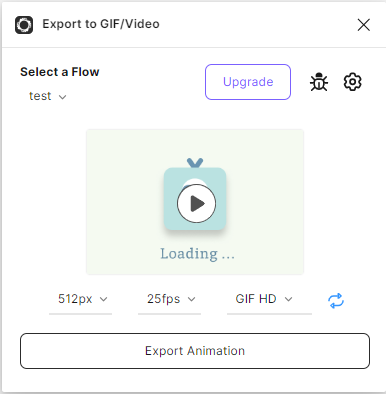 Export to GIF/Video
Select a Flow
Upgrade
test
Loading ...
512px 25fps GIF HD
Export Animation